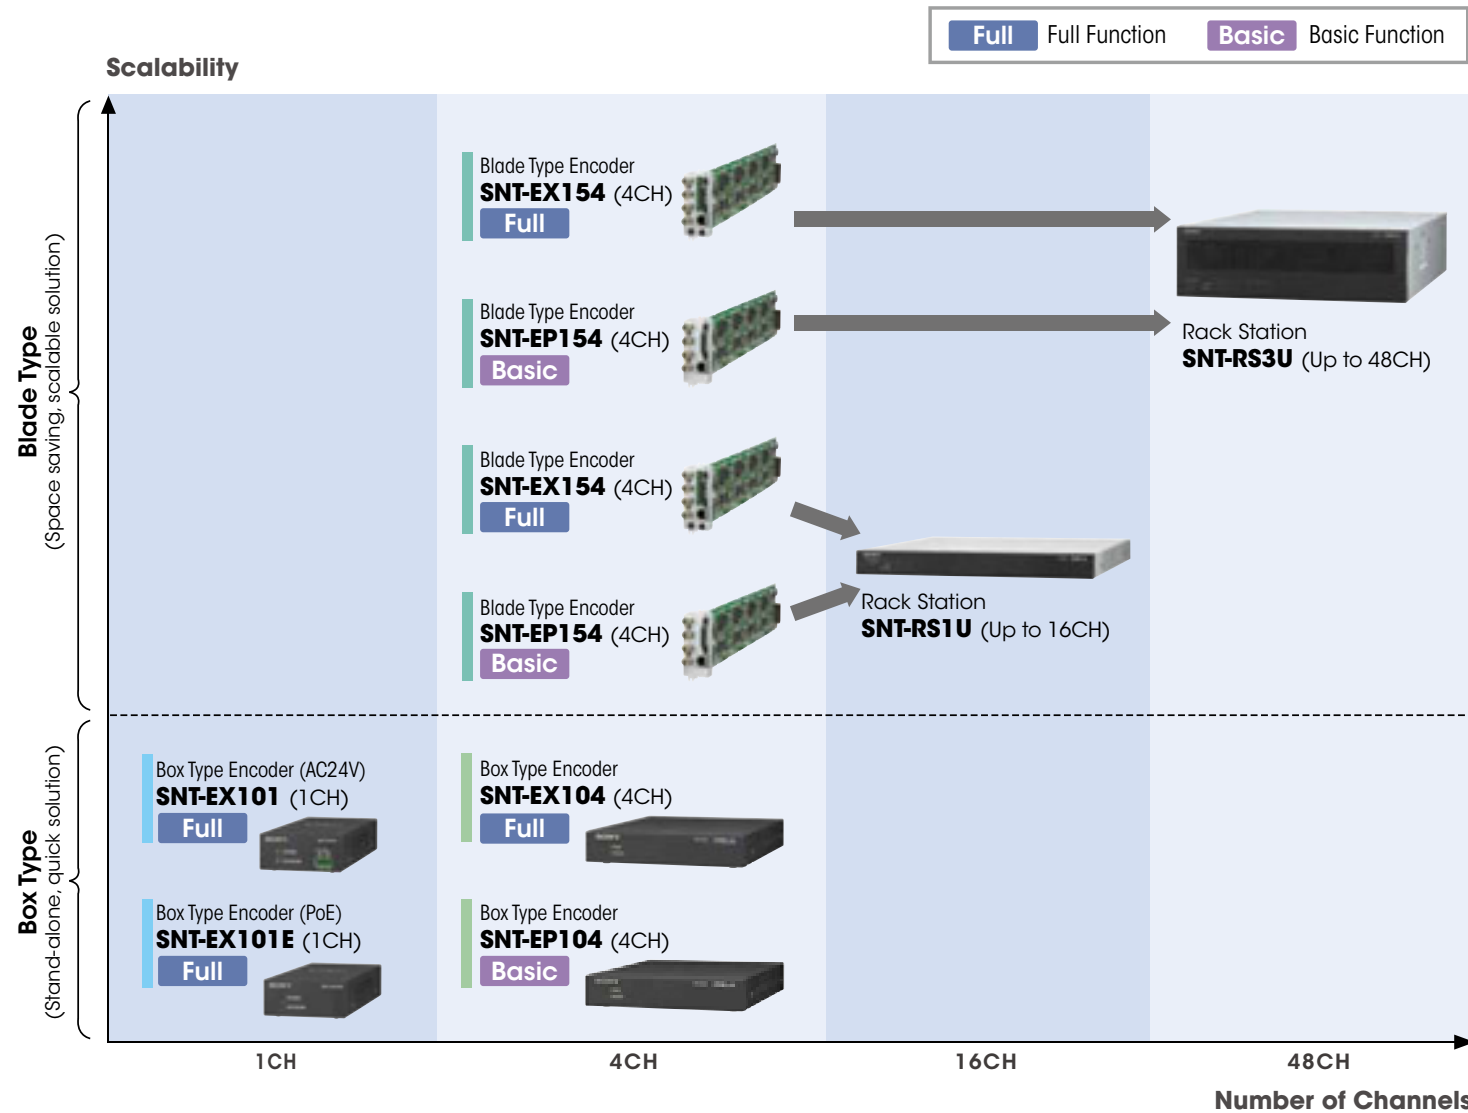 Full Full Function Basic Basic Function
Scalability
Blade Type
(Space saving, scalable solution)
Blade Type Encoder
SNT-EX154 (4CH)
Full
Blade Type Encoder
SNT-EP154 (4CH)
Basic
Rack Station
SNT-RS3U (Up to 48CH)
Blade Type Encoder
SNT-EX154 (4CH)
Full
Blade Type Encoder
SNT-EP154 (4CH)
Basic
Rack Station
SNT-RS1U (Up to 16CH)
Box Type
(Stand-alone, quick solution)
Box Type Encoder (AC24V)
SNT-EX101 (1CH)
Full
Box Type Encoder
SNT-EX104 (4CH)
Full
Box Type Encoder (PoE)
SNT-EX101E (1CH)
Full
Box Type Encoder
SNT-EP104 (4CH)
Basic
1CH 4CH 16CH 48CH
Number of Channels